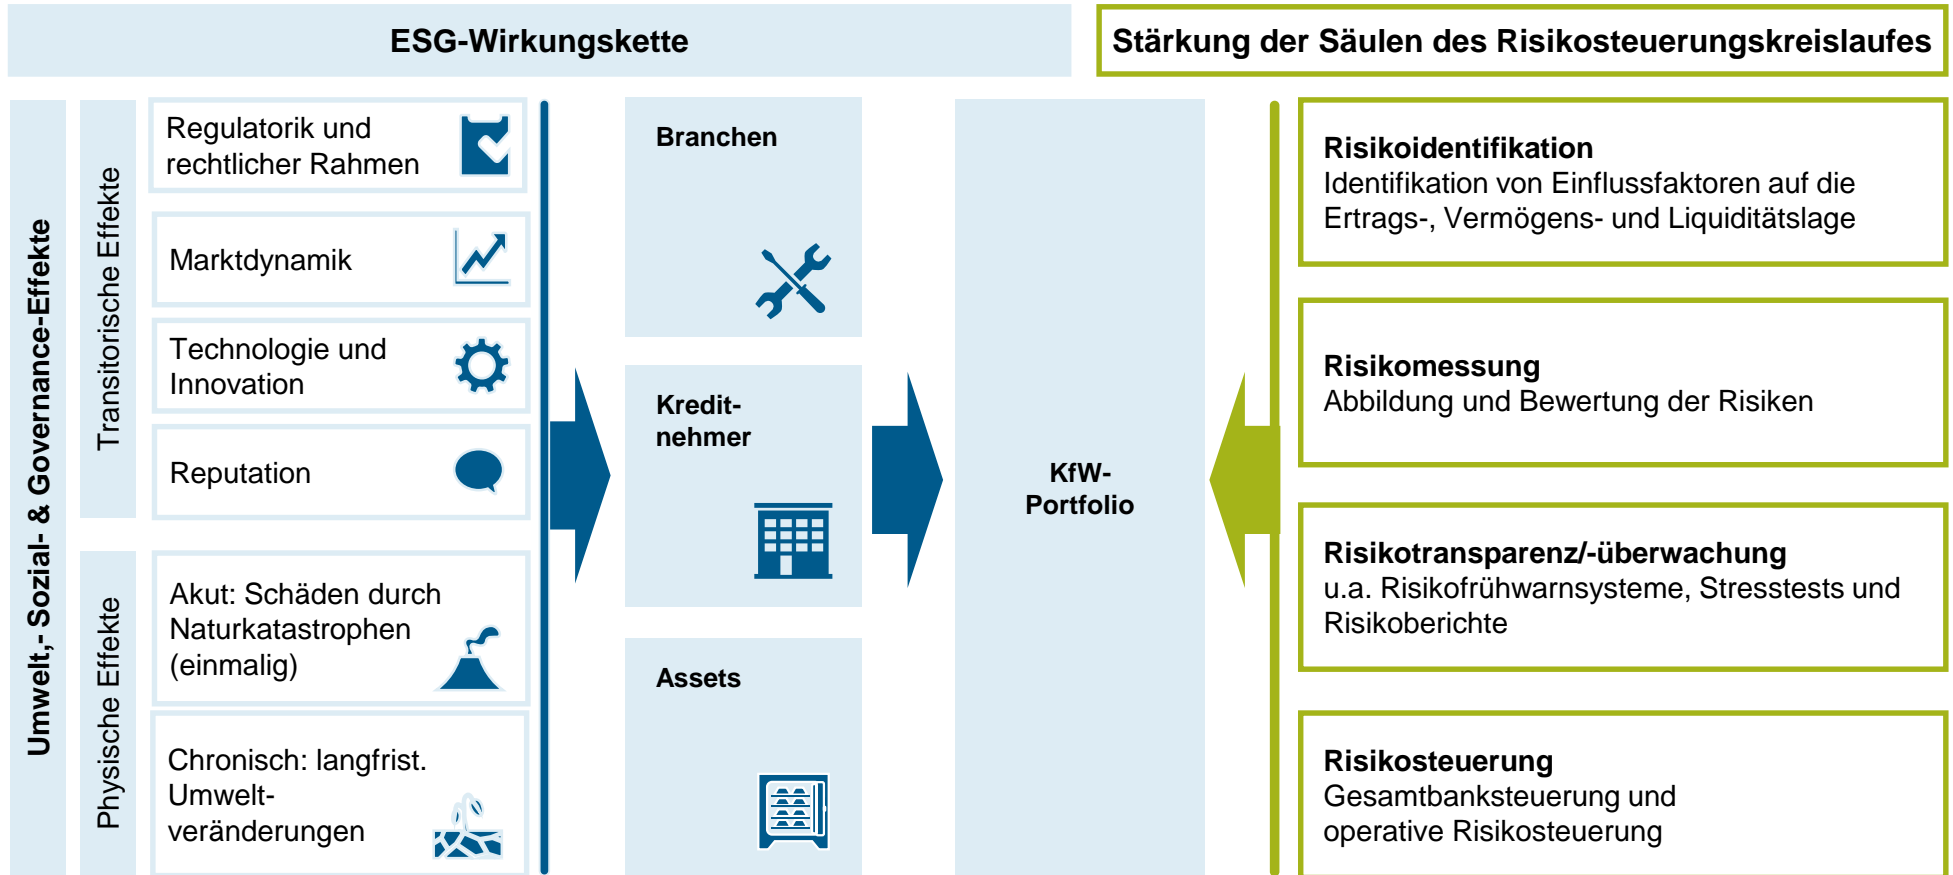 ESG-Wirkungskette
Stärkung der Säulen des Risikosteuerungskreislaufes
Umwelt,- Sozial- & Governance-Effekte
Transitorische Effekte
Regulatorik und
rechtlicher Rahmen
Marktdynamik
Technologie und
Innovation
Reputation
Physische Effekte
Akut: Schäden durch
Naturkatastrophen
(einmalig)
Chronisch: langfrist.
Umwelt-
veränderungen
Branchen
Kredit-
nehmer
Assets
KfW-
Portfolio
Risikoidentifikation
Identifikation von Einflussfaktoren auf die
Ertrags-, Vermögens- und Liquiditätslage
Risikomessung
Abbildung und Bewertung der Risiken
Risikotransparenz/-überwachung
u.a. Risikofrühwarnsysteme, Stresstests und
Risikoberichte
Risikosteuerung
Gesamtbanksteuerung und
operative Risikosteuerung